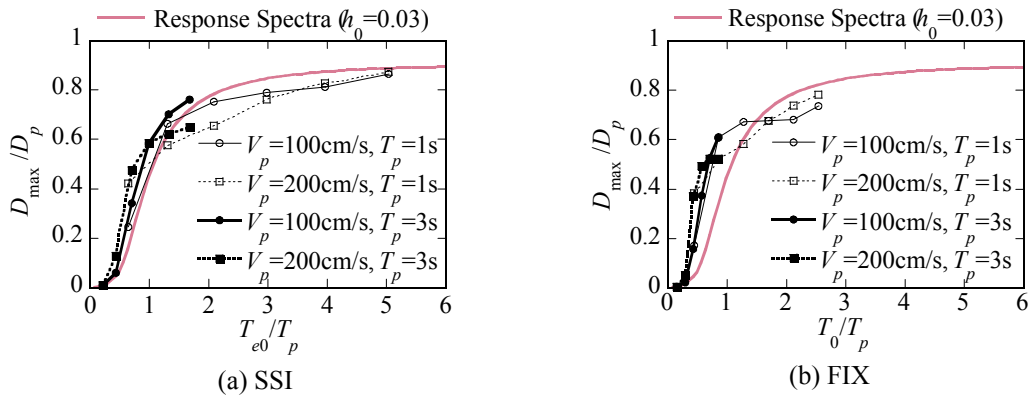 Response Spectra (h0=0.03)
1
0.8
0.6
0.4
0.2
0
Dmax/Dp
Vp=100cm/s, Tp=1s
Vp=200cm/s, Tp=1s
Vp=100cm/s, Tp=3s
Vp=200cm/s, Tp=3s
0 1 2 3 4 5 6
Te0/Tp
(a) SSI
Response Spectra (h0=0.03)
1
0.8
0.6
0.4
0.2
0
Dmax/Dp
Vp=100cm/s, Tp=1s
Vp=200cm/s, Tp=1s
Vp=100cm/s, Tp=3s
Vp=200cm/s, Tp=3s
0 1 2 3 4 5 6
T0/Tp
(b) FIX